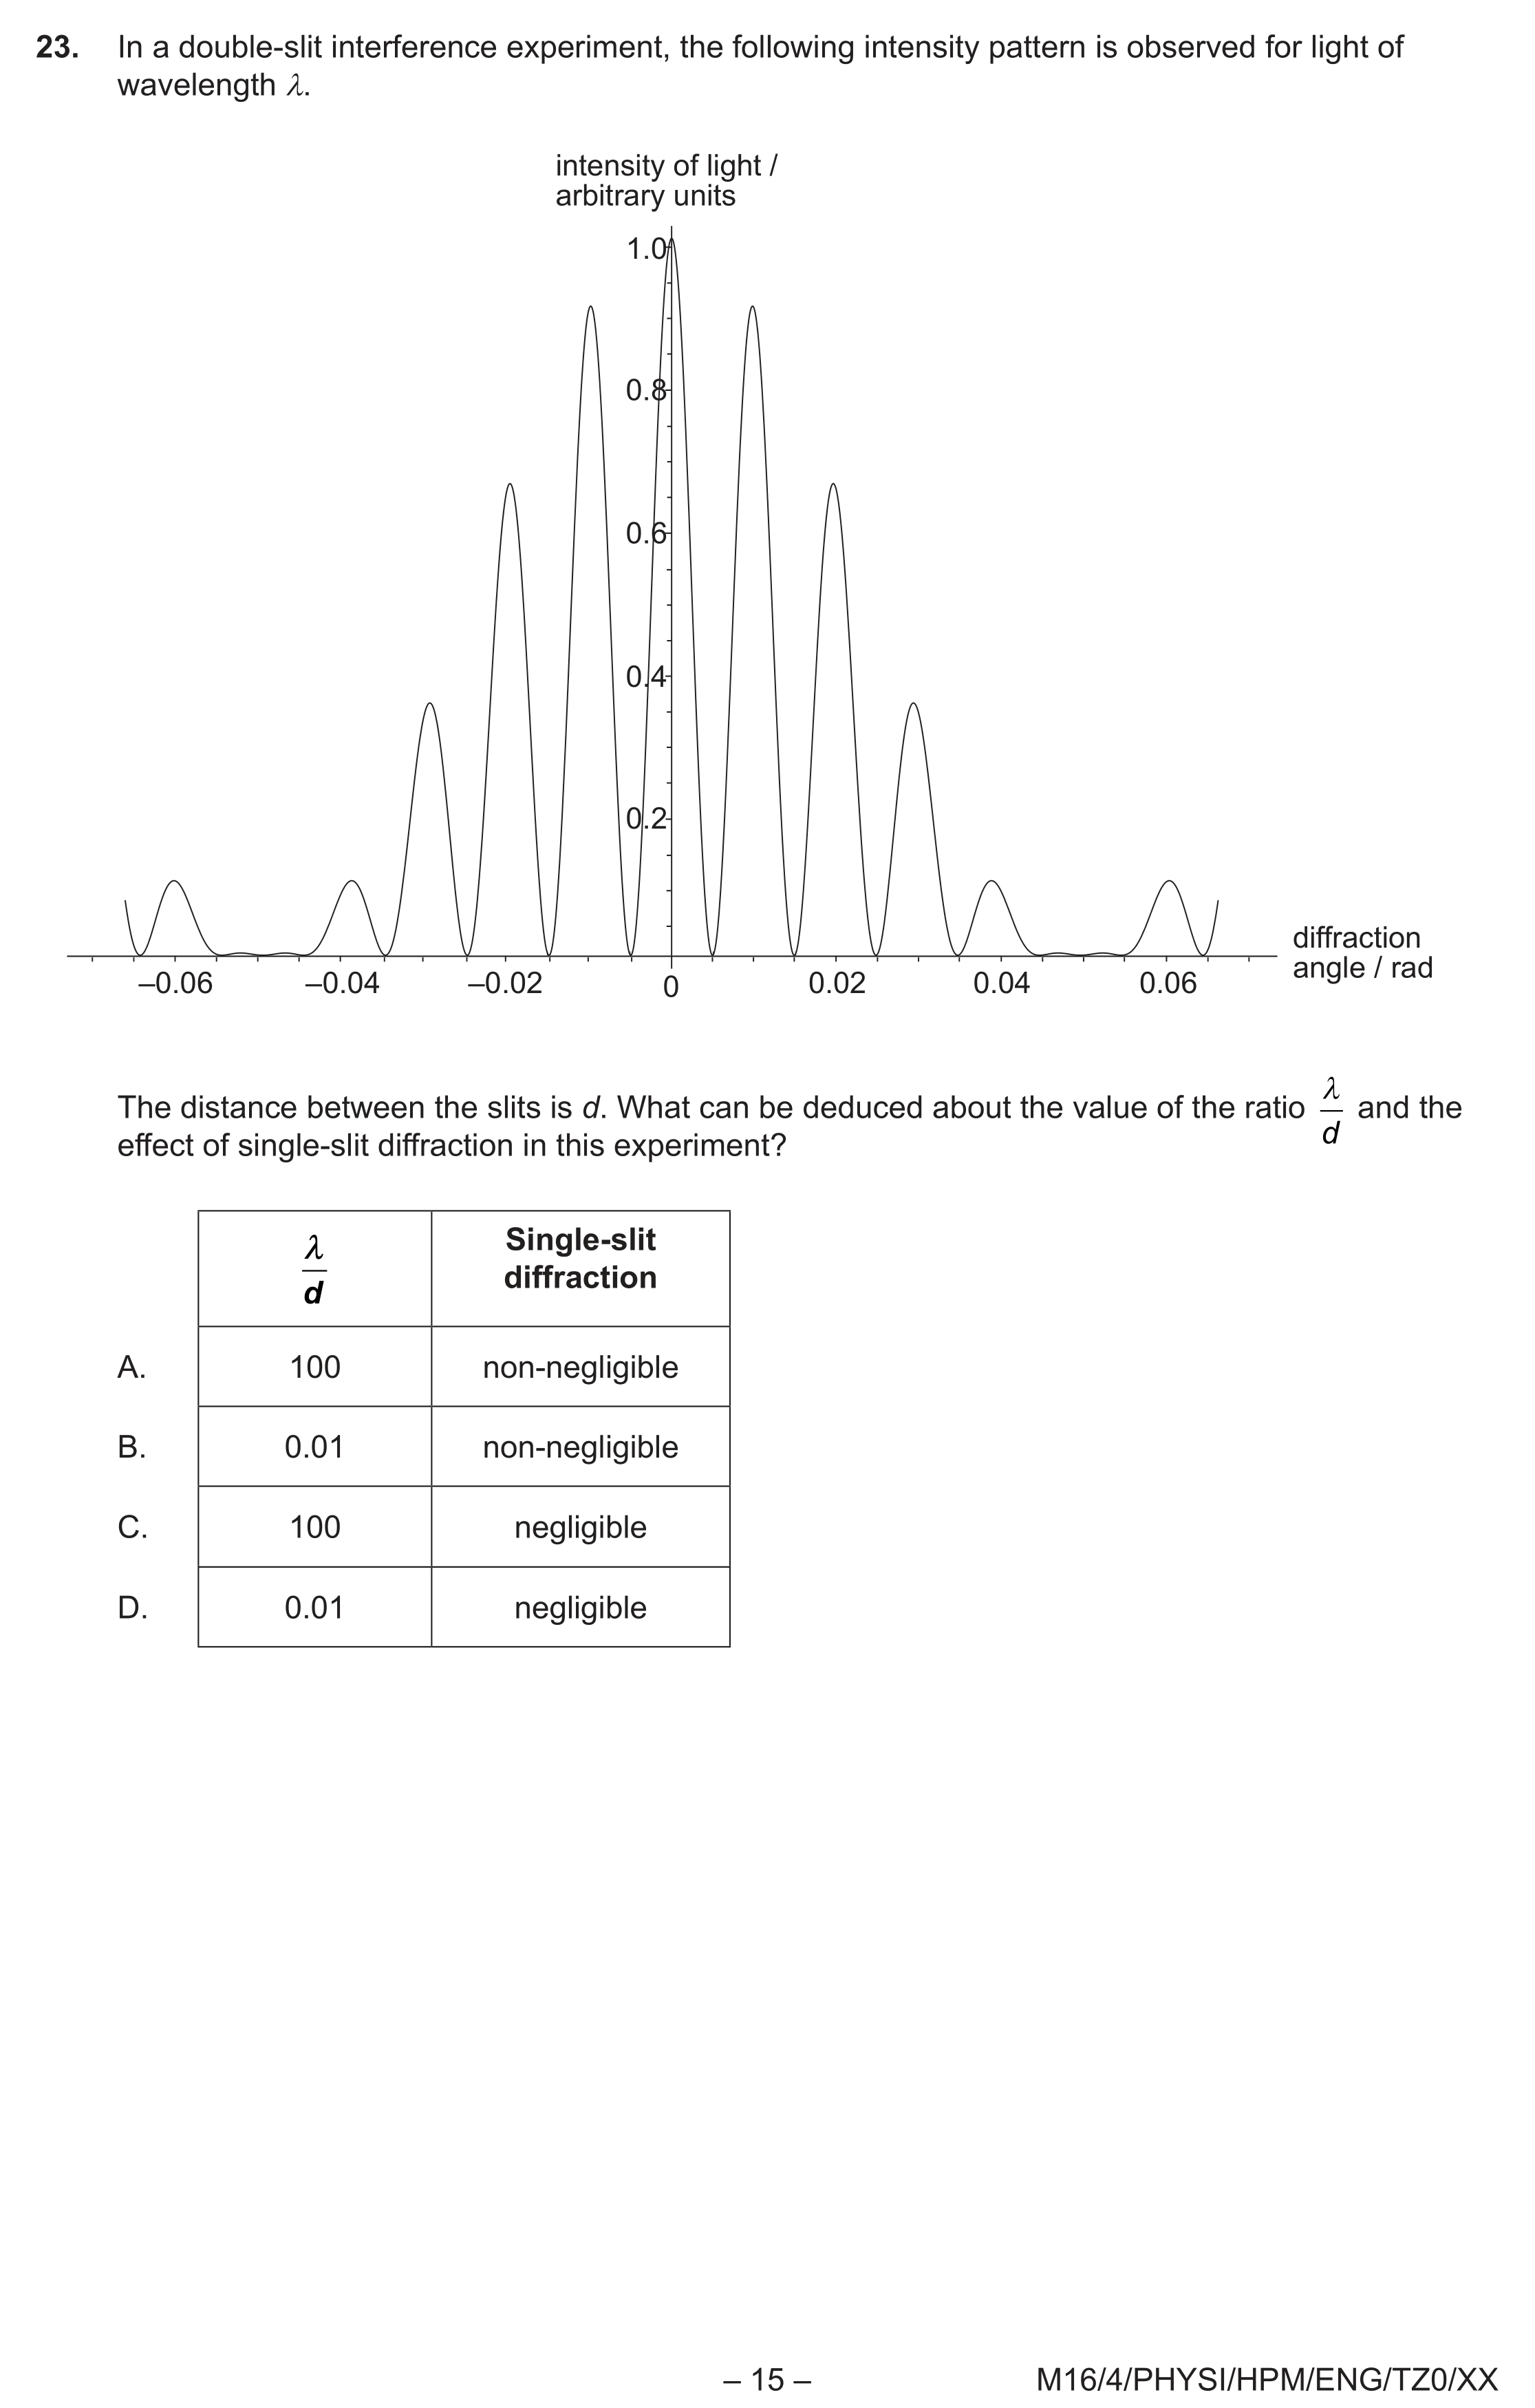 23. In a double-slit interference experiment, the following intensity pattern is observed for light of
wavelength λ.
intensity of light /
arbitrary units
1.0
0.8
0.6
0.4
0.2
–0.06 –0.04 –0.02 0 0.02 0.04 0.06
diffraction
angle / rad
The distance between the slits is d. What can be deduced about the value of the ratio λ/d and the
effect of single-slit diffraction in this experiment?
λ/d Single-slit
diffraction
A. 100 non-negligible
B. 0.01 non-negligible
C. 100 negligible
D. 0.01 negligible
– 15 – M16/4/PHYSI/HPM/ENG/TZ0/XX